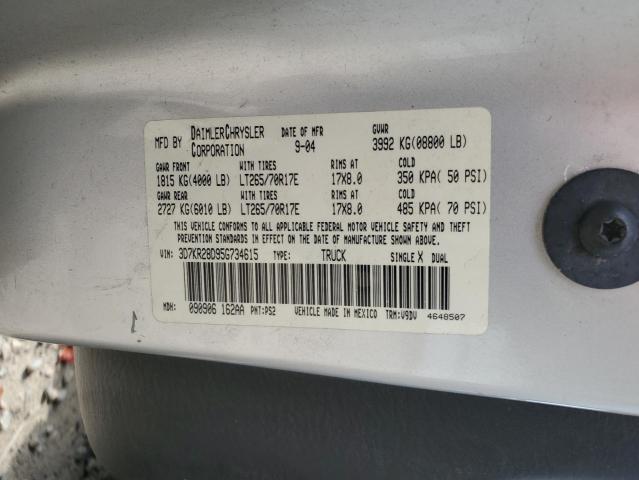 MFD BY DAIMLERCHRYSLER CORPORATION DATE OF MFR 9-04 GVWR 3992 KG(08800 LB)
GAWR FRONT WITH TIRES RIMS AT COLD
1815 KG(4000 LB) LT265/70R17E 17X8.0 350 KPA( 50 PSI)
GAWR REAR WITH TIRES RIMS AT COLD
2727 KG(6010 LB) LT265/70R17E 17X8.0 485 KPA( 70 PSI)
THIS VEHICLE CONFORMS TO ALL APPLICABLE FEDERAL MOTOR VEHICLE SAFETY AND THEFT
PREVENTION STANDARDS IN EFFECT ON THE DATE OF MANUFACTURE SHOWN ABOVE.
VIN: 3D7KR28D95G734615 TYPE: TRUCK SINGLE X DUAL
MDH: 090906 162AA PNT:PS2 VEHICLE MADE IN MEXICO TRM:V9DV 4648507